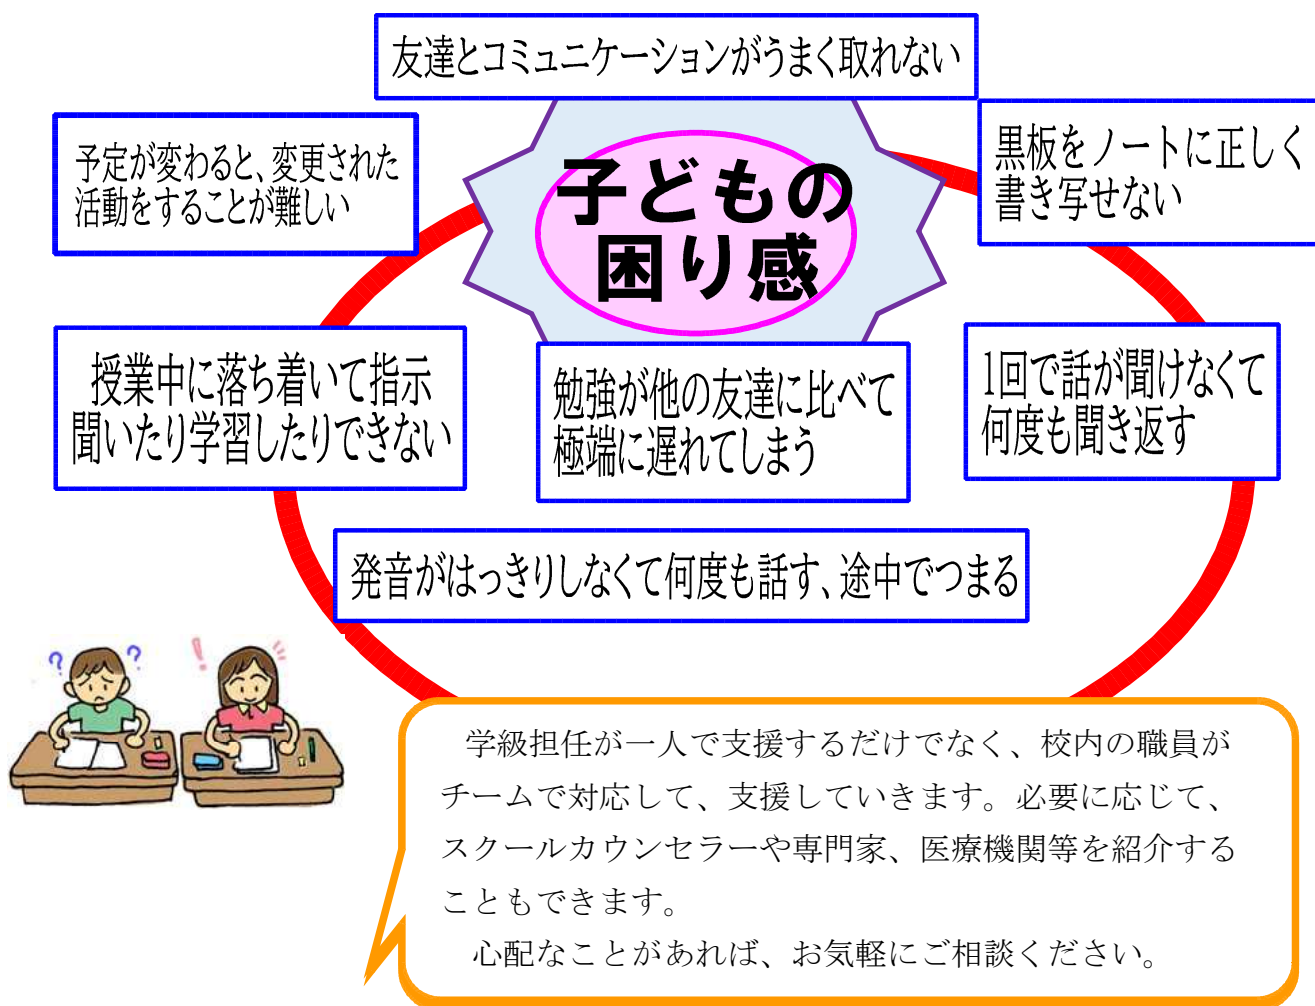 友達とコミュニケーションがうまく取れない
予定が変わると、変更された
活動をすることが難しい
子どもの
困り感
黒板をノートに正しく
書き写せない
授業中に落ち着いて指示
聞いたり学習したりできない
勉強が他の友達に比べて
極端に遅れてしまう
1回で話が聞けなくて
何度も聞き返す
発音がはっきりしなくて何度も話す、途中でつまる
? ? !
学級担任が一人で支援するだけでなく、校内の職員が
チームで対応して、支援していきます。必要に応じて、
スクールカウンセラーや専門家、医療機関等を紹介する
こともできます。
心配なことがあれば、お気軽にご相談ください。